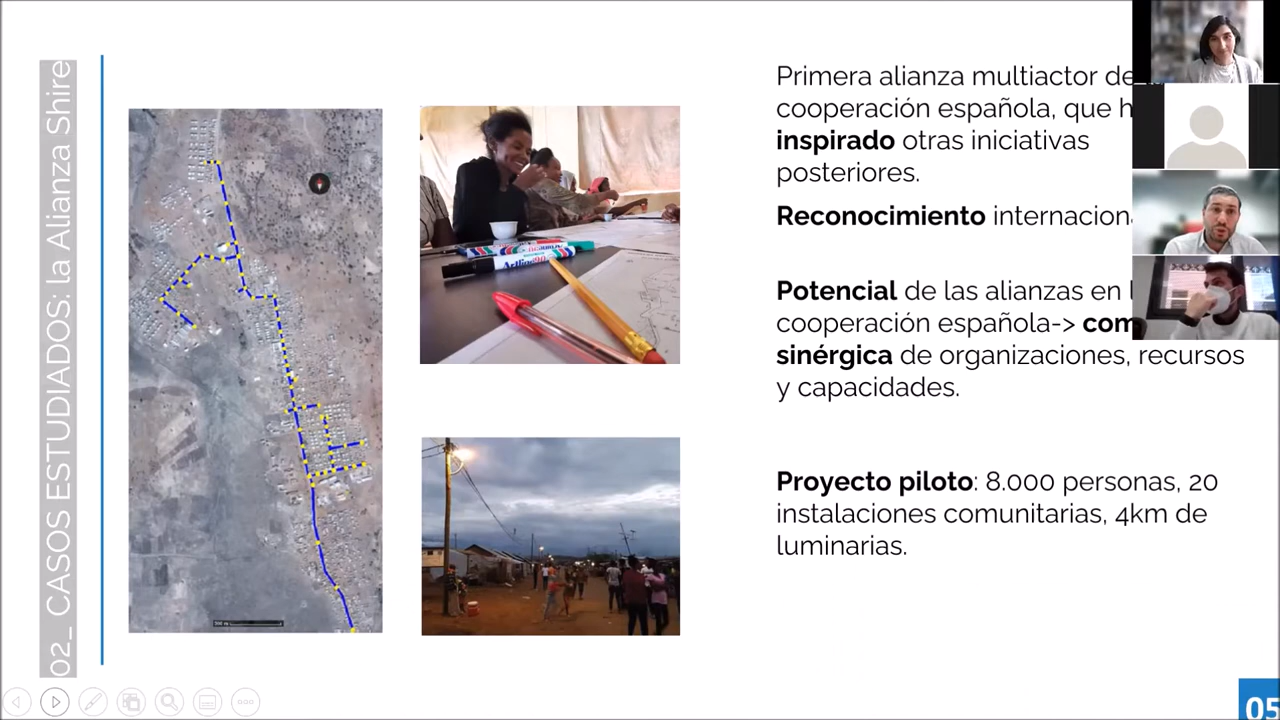 02_ CASOS ESTUDIADOS: la Alianza Shire
Primera alianza multiactor de
cooperación española, que
inspirado otras iniciativas
posteriores.
Reconocimiento
Potencial de las alianzas en
cooperación española->
sinérgica de organizaciones, recursos
y capacidades.
Proyecto piloto: 8.000 personas, 20
instalaciones comunitarias, 4km de
luminarias.
Artline
05